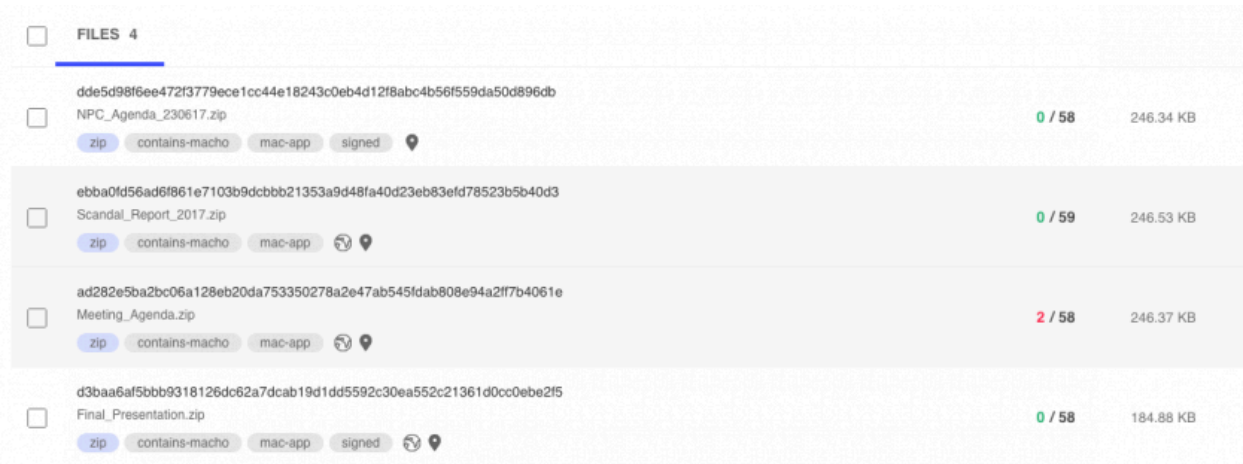 FILES 4
dde5d98f6ee472f3779ece1cc44e18243c0eb4d12f8abc4b56f559da50d896db
NPC_Agenda_230617.zip
0 / 58 246.34 KB
zip contains-macho mac-app signed
ebba0fd56ad6f861e7103b9dcbbb21353a9d48fa40d23eb83efd78523b5b40d3
Scandal_Report_2017.zip
0 / 59 246.53 KB
zip contains-macho mac-app
ad282e5ba2bc06a128eb20da753350278a2e47ab545fdab808e94a2ff7b4061e
Meeting_Agenda.zip
2 / 58 246.37 KB
zip contains-macho mac-app
d3baa6af5bbb9318126dc62a7dcab19d1dd5592c30ea552c21361d0cc0ebe2f5
Final_Presentation.zip
0 / 58 184.88 KB
zip contains-macho mac-app signed